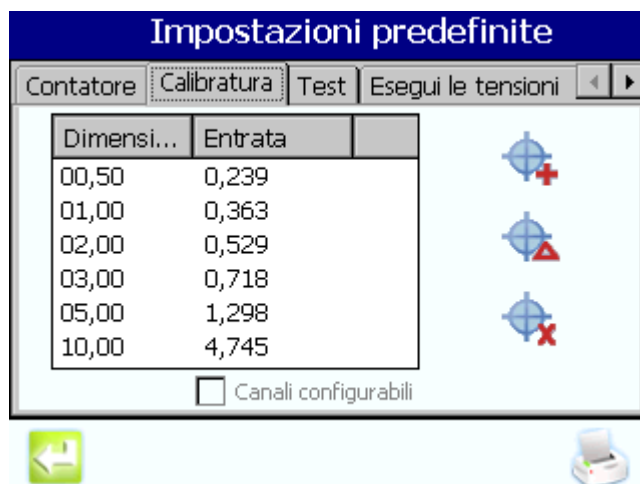 Impostazioni predefinite
Contatore Calibratura Test Esegui le tensioni
Dimensi... Entrata
00,50 0,239
01,00 0,363
02,00 0,529
03,00 0,718
05,00 1,298
10,00 4,745
Canali configurabili